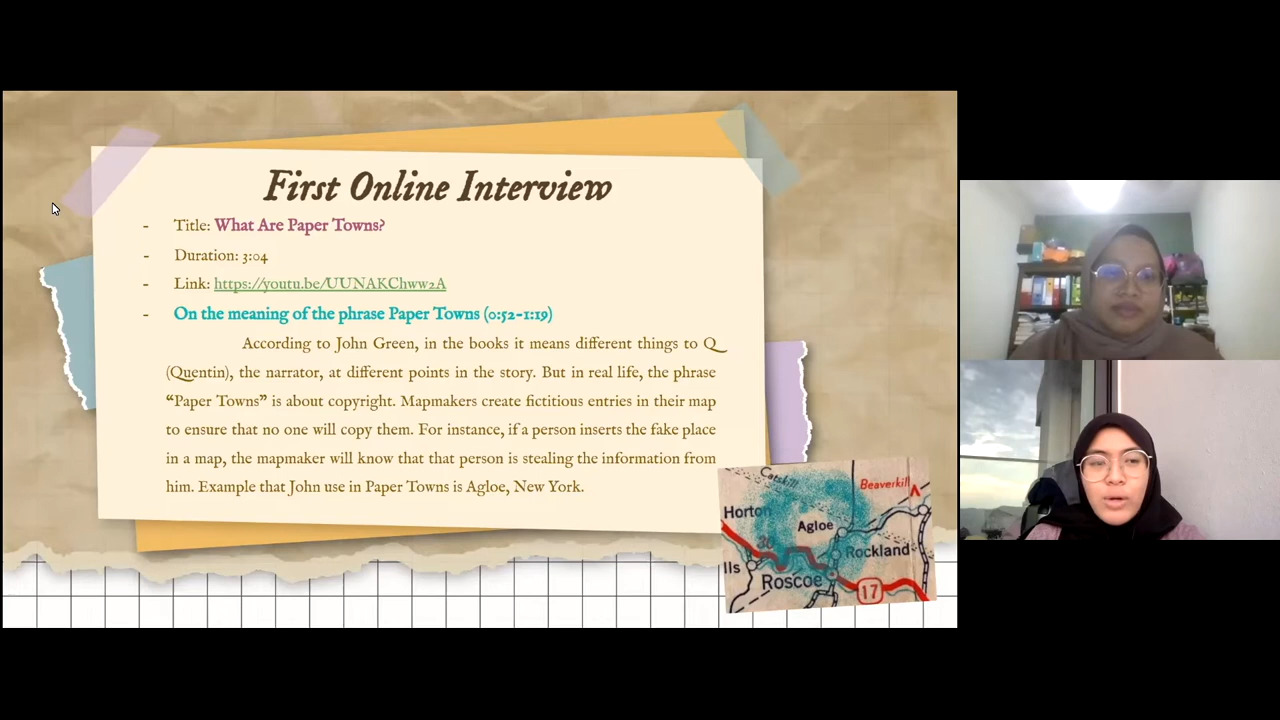 First Online Interview
- Title: What Are Paper Towns?
- Duration: 3:04
- Link: https://youtu.be/UUNAKChww2A
- On the meaning of the phrase Paper Towns (0:52-1:19)
According to John Green, in the books it means different things to Q
(Quentin), the narrator, at different points in the story. But in real life, the phrase
“Paper Towns” is about copyright. Mapmakers create fictitious entries in their map
to ensure that no one will copy them. For instance, if a person inserts the fake place
in a map, the mapmaker will know that that person is stealing the information from
him. Example that John use in Paper Towns is Agloe, New York.
Catskill
Beaverkill
Horton
Agloe
36
Rockland
lls
Roscoe
17